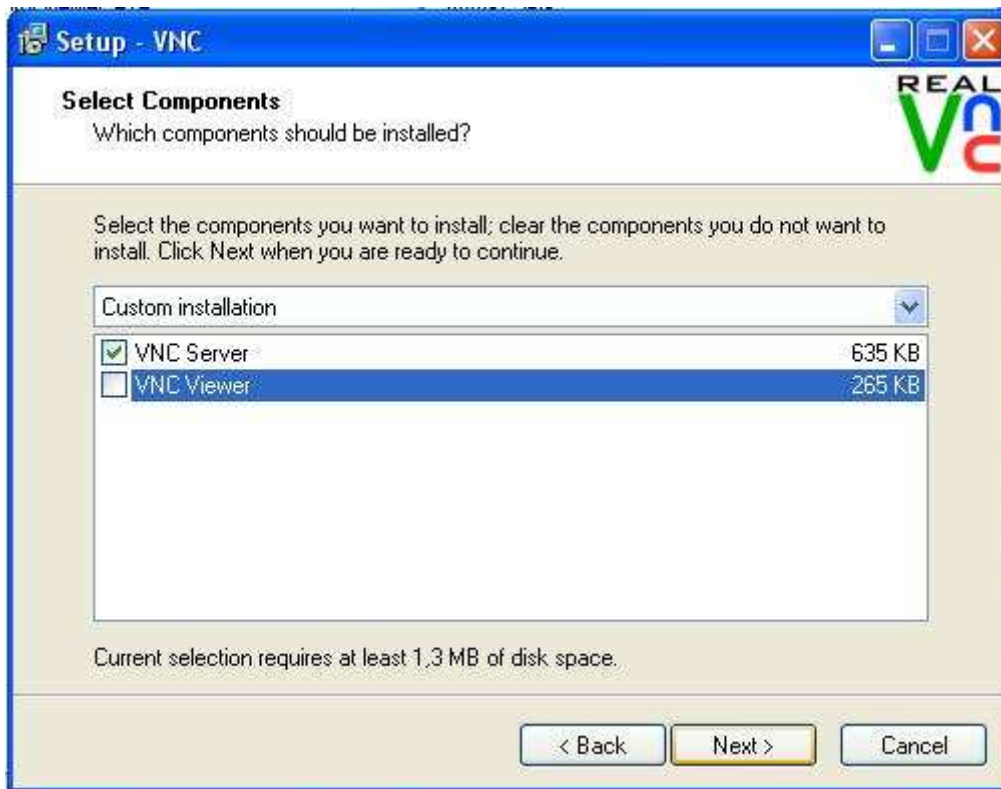 Setup - VNC
Select Components
Which components should be installed?
REAL
VNC
Select the components you want to install; clear the components you do not want to
install. Click Next when you are ready to continue.
Custom installation
VNC Server 635 KB
VNC Viewer 265 KB
Current selection requires at least 1,3 MB of disk space.
< Back Next > Cancel